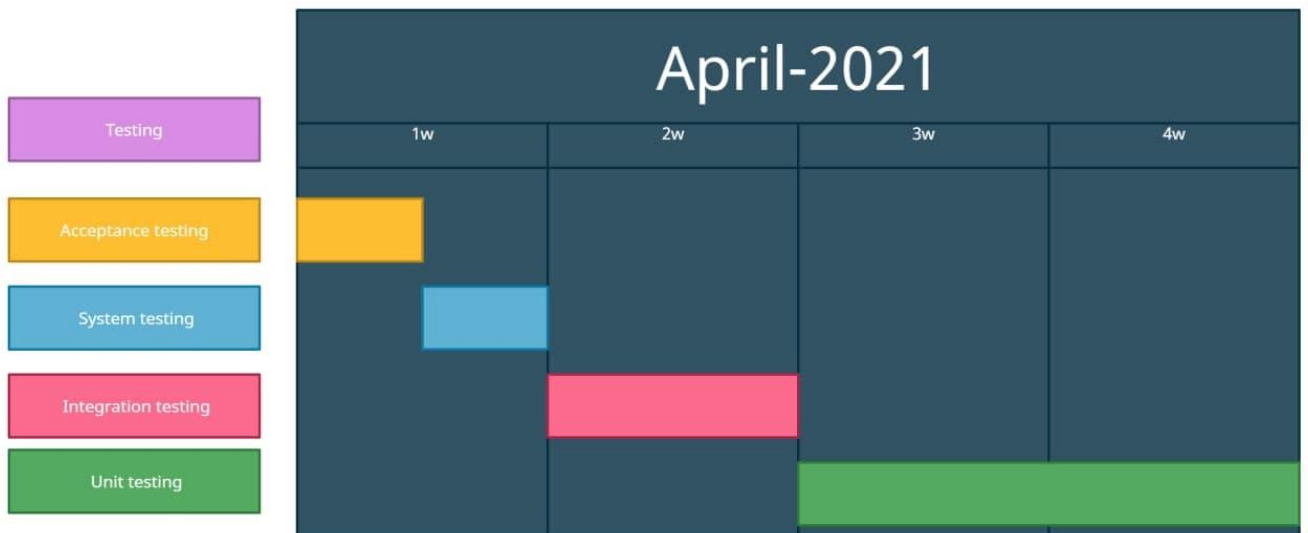 April-2021
Testing
1w
2w
3w
4w
Acceptance testing
System testing
Integration testing
Unit testing